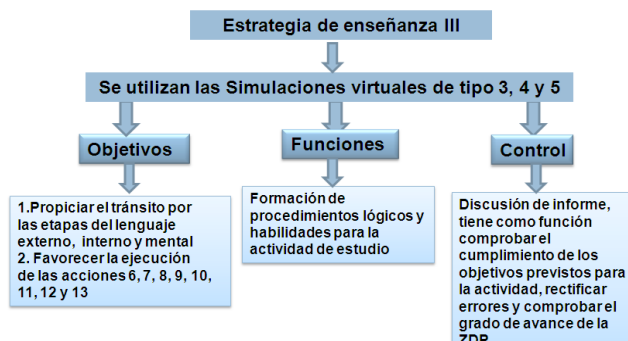 Estrategia de enseñanza III
Se utilizan las Simulaciones virtuales de tipo 3, 4 y 5
Objetivos
Funciones
Control
1.Propiciar el tránsito por
las etapas del lenguaje
externo, interno y mental
2. Favorecer la ejecución
de las acciones 6, 7, 8, 9, 10,
11, 12 y 13
Formación de
procedimientos lógicos y
habilidades para la
actividad de estudio
Discusión de informe,
tiene como función
comprobar el
cumplimiento de los
objetivos previstos para
la actividad, rectificar
errores y comprobar el
grado de avance de la
ZDP